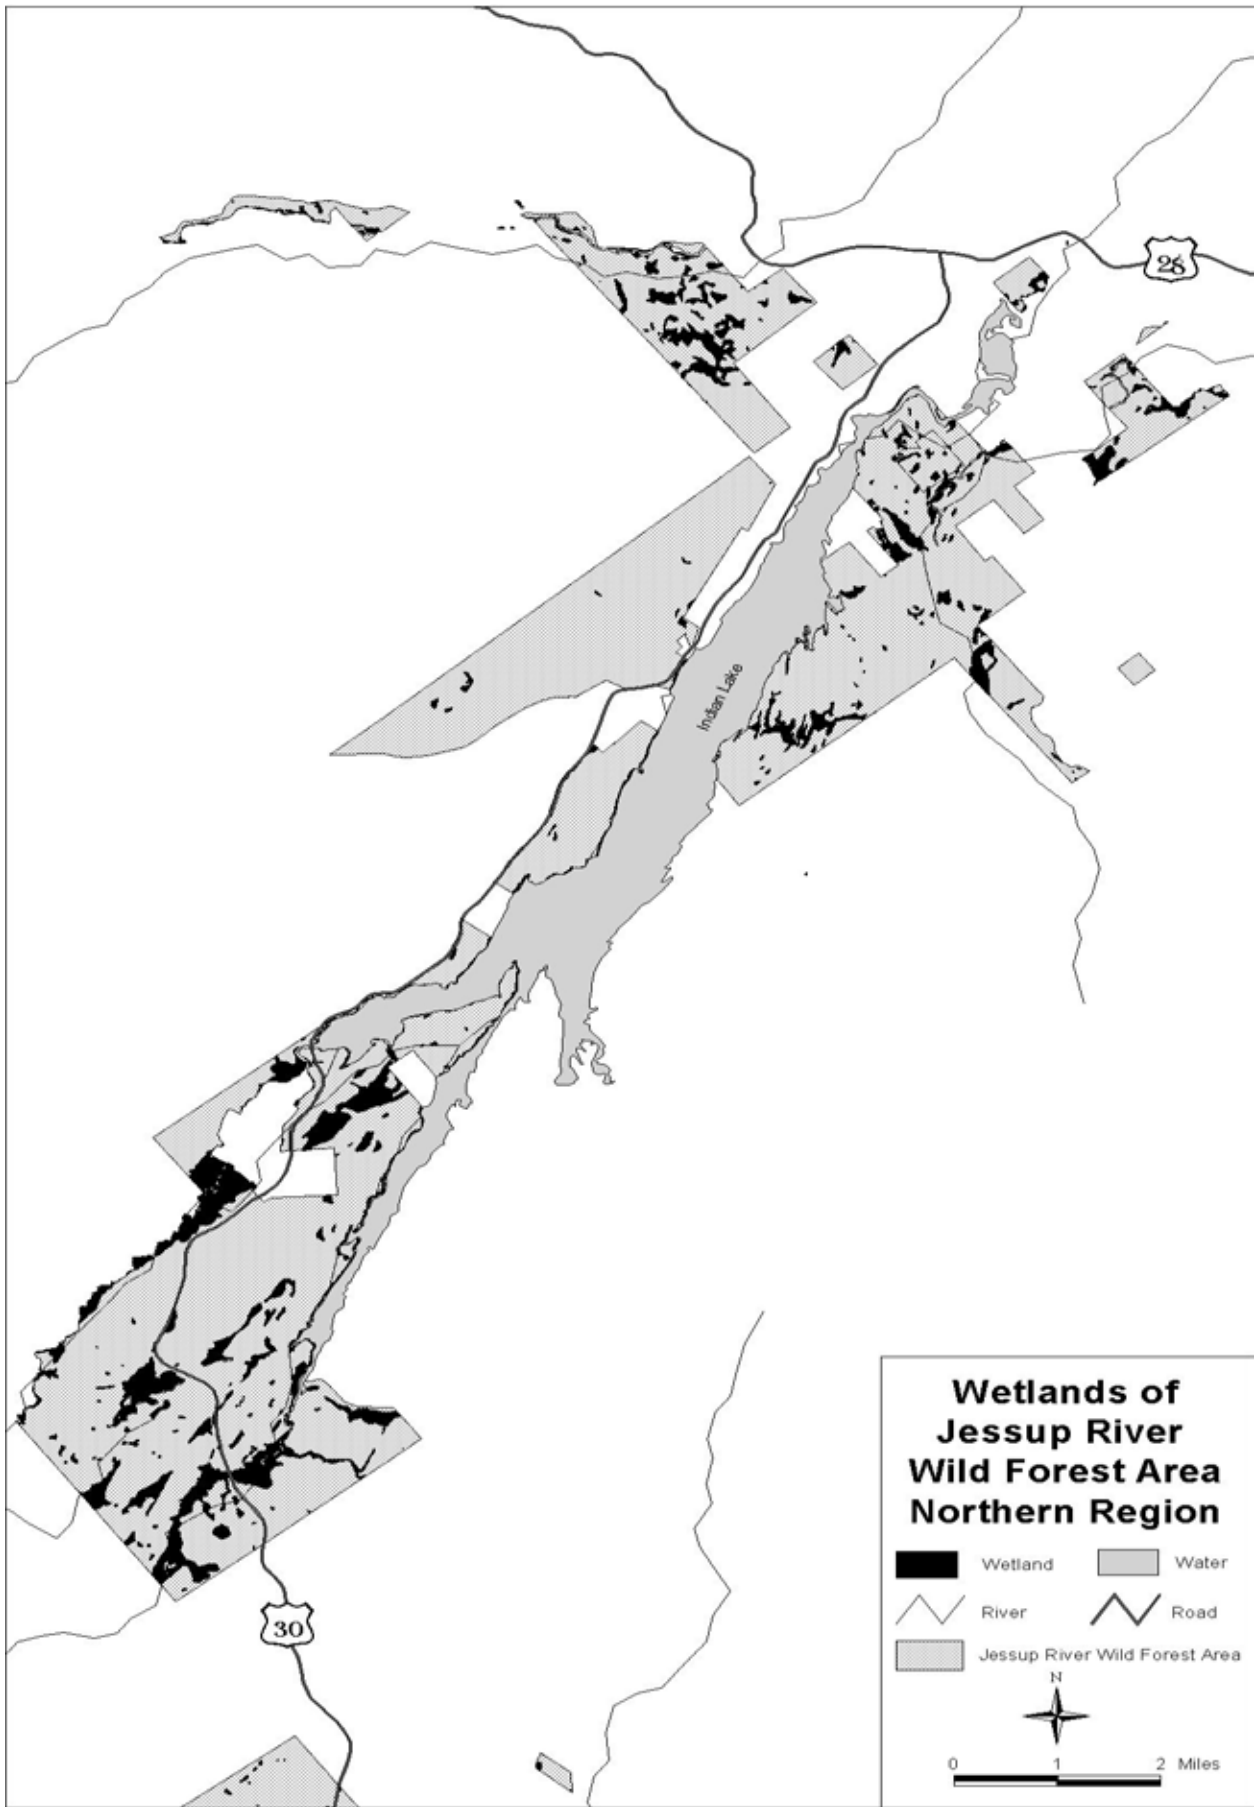 28
Indian Lake
30
Wetlands of
Jessup River
Wild Forest Area
Northern Region
Wetland
Water
River
Road
Jessup River Wild Forest Area
N
0 1 2 Miles